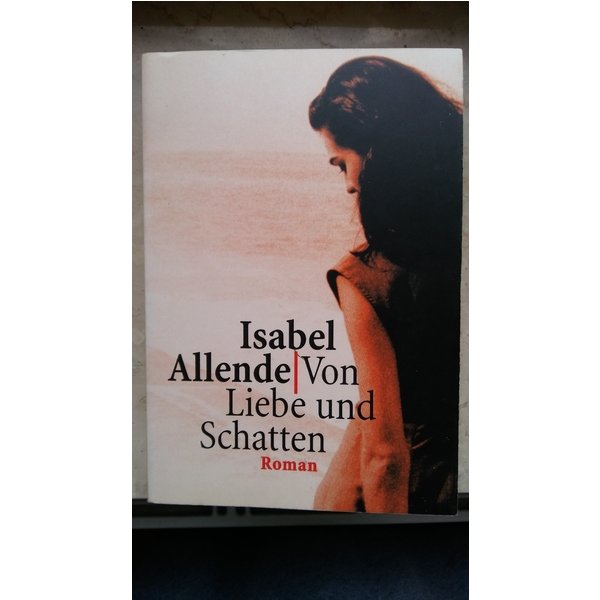 Isabel
Allende|Von
Liebe und
Schatten
Roman